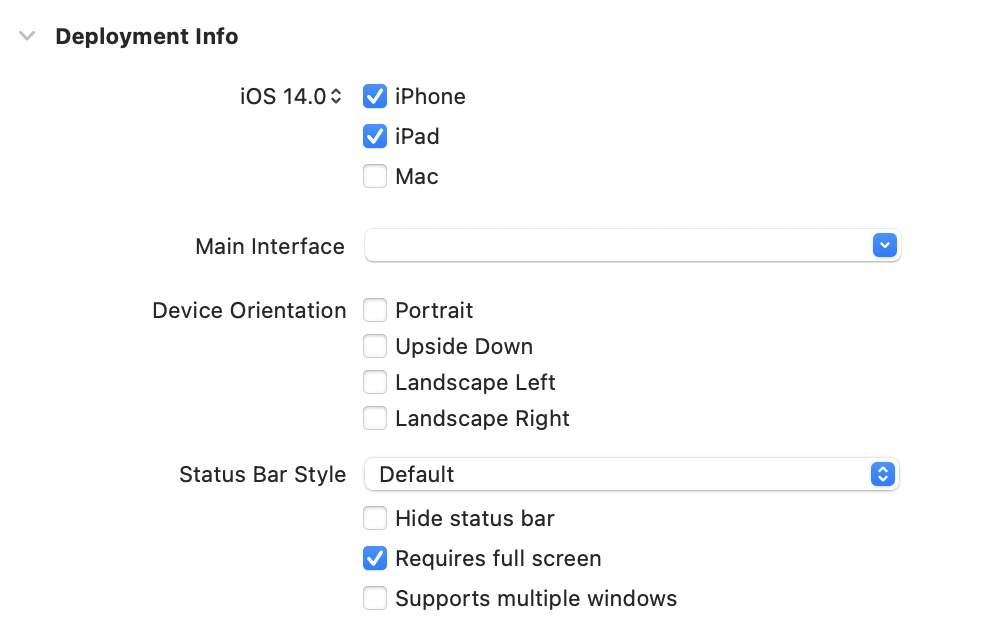 Deployment Info
iOS 14.0 iPhone
iPad
Mac
Main Interface
Device Orientation Portrait
Upside Down
Landscape Left
Landscape Right
Status Bar Style Default
Hide status bar
Requires full screen
Supports multiple windows